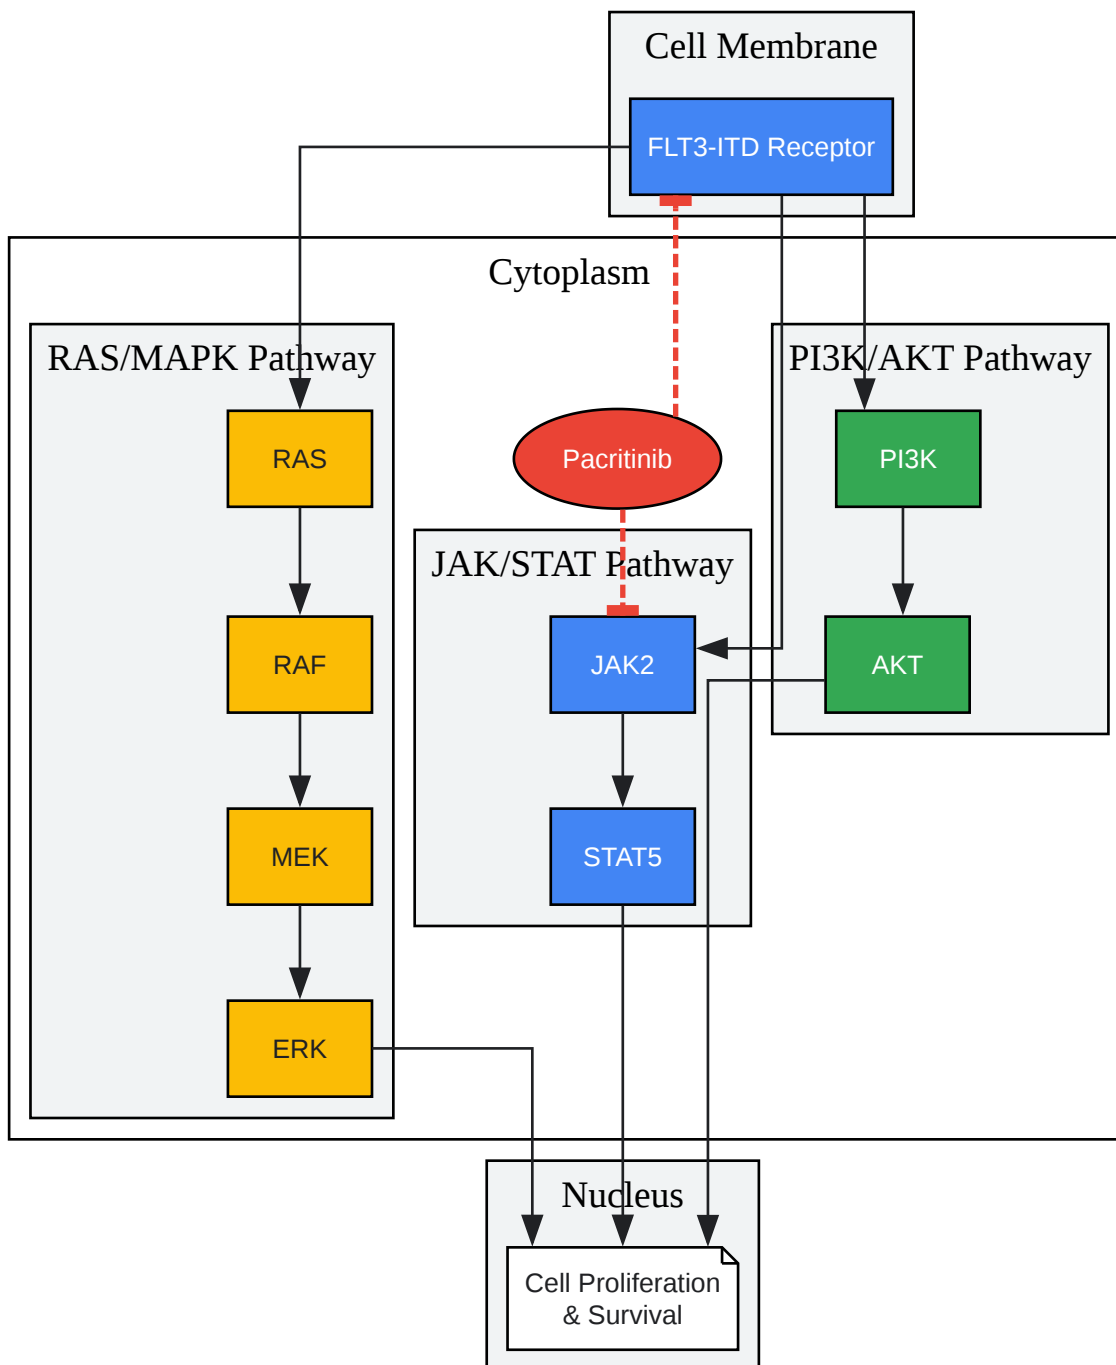 Cell Membrane
FLT3-ITD Receptor
Cytoplasm
RAS/MAPK Pathway
PI3K/AKT Pathway
RAS
Pacritinib
PI3K
JAK/STAT Pathway
RAF
JAK2
AKT
MEK
STAT5
ERK
Nucleus
Cell Proliferation
& Survival